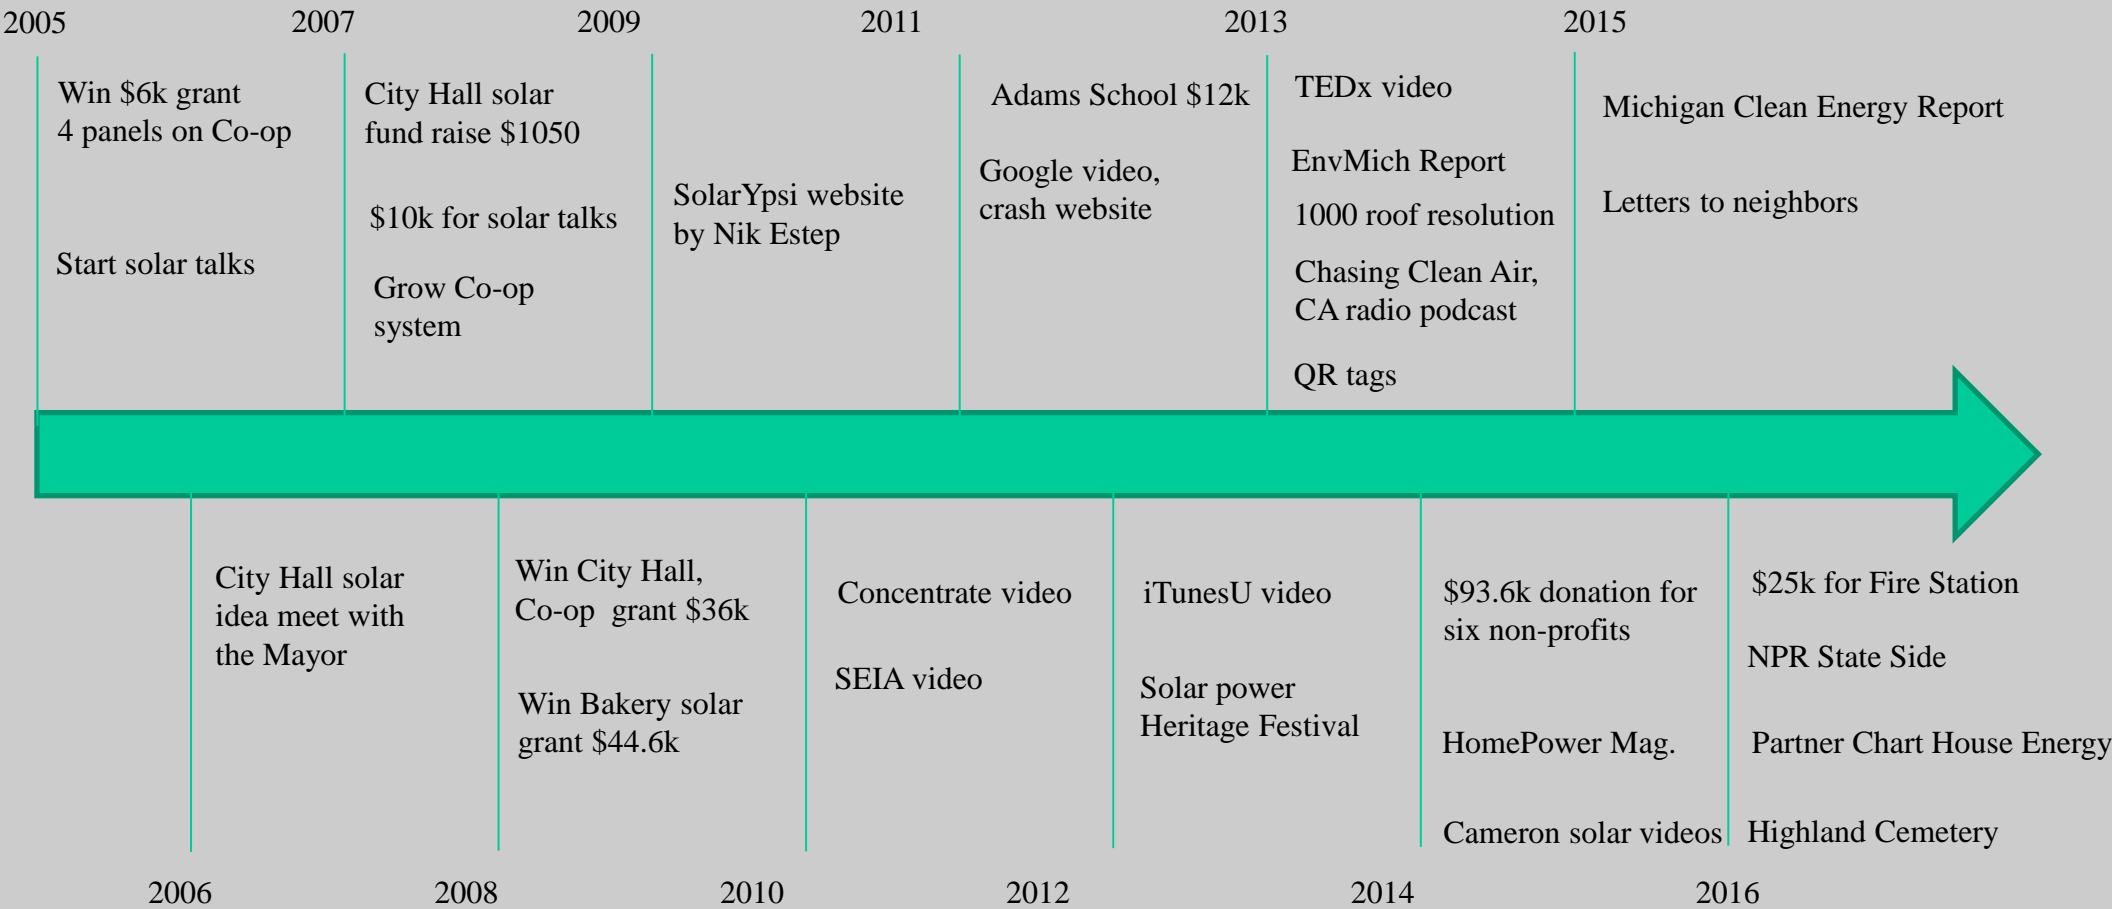 2005
2007
2009
2011
2013
2015
Win $6k grant
4 panels on Co-op
Start solar talks
City Hall solar
fund raise $1050
$10k for solar talks
Grow Co-op
system
SolarYpsi website
by Nik Estep
Adams School $12k
Google video,
crash website
TEDx video
EnvMich Report
1000 roof resolution
Chasing Clean Air,
CA radio podcast
QR tags
Michigan Clean Energy Report
Letters to neighbors
City Hall solar
idea meet with
the Mayor
Win City Hall,
Co-op  grant $36k
Win Bakery solar
grant $44.6k
Concentrate video
SEIA video
iTunesU video
Solar power
Heritage Festival
$93.6k donation for
six non-profits
HomePower Mag.
Cameron solar videos
$25k for Fire Station
NPR State Side
Partner Chart House Energy
Highland Cemetery
2006
2008
2010
2012
2014
2016